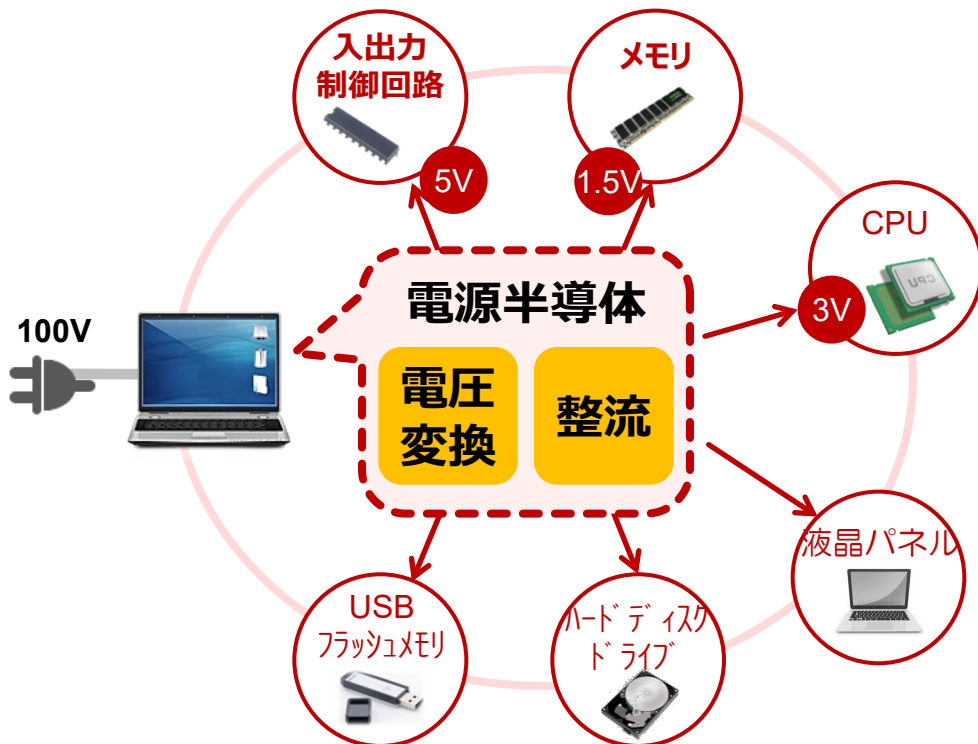 入出力
制御回路
メモリ
5V
1.5V
CPU
3V
電源半導体
100V
電圧
変換
整流
液晶パネル
USB
フラッシュメモリ
ハードディスク
ドライブ